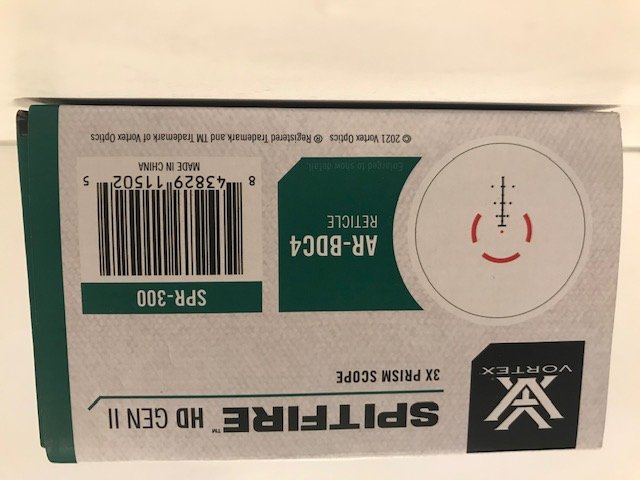 VORTEX
SPITFIRE™ HD GEN II
3X PRISM SCOPE
AR-BDC4
RETICLE
Enlarged to show detail.
SPR-300
8 43829 11502 5
MADE IN CHINA
© 2021 Vortex Optics ® Registered Trademark and TM Trademark of Vortex Optics